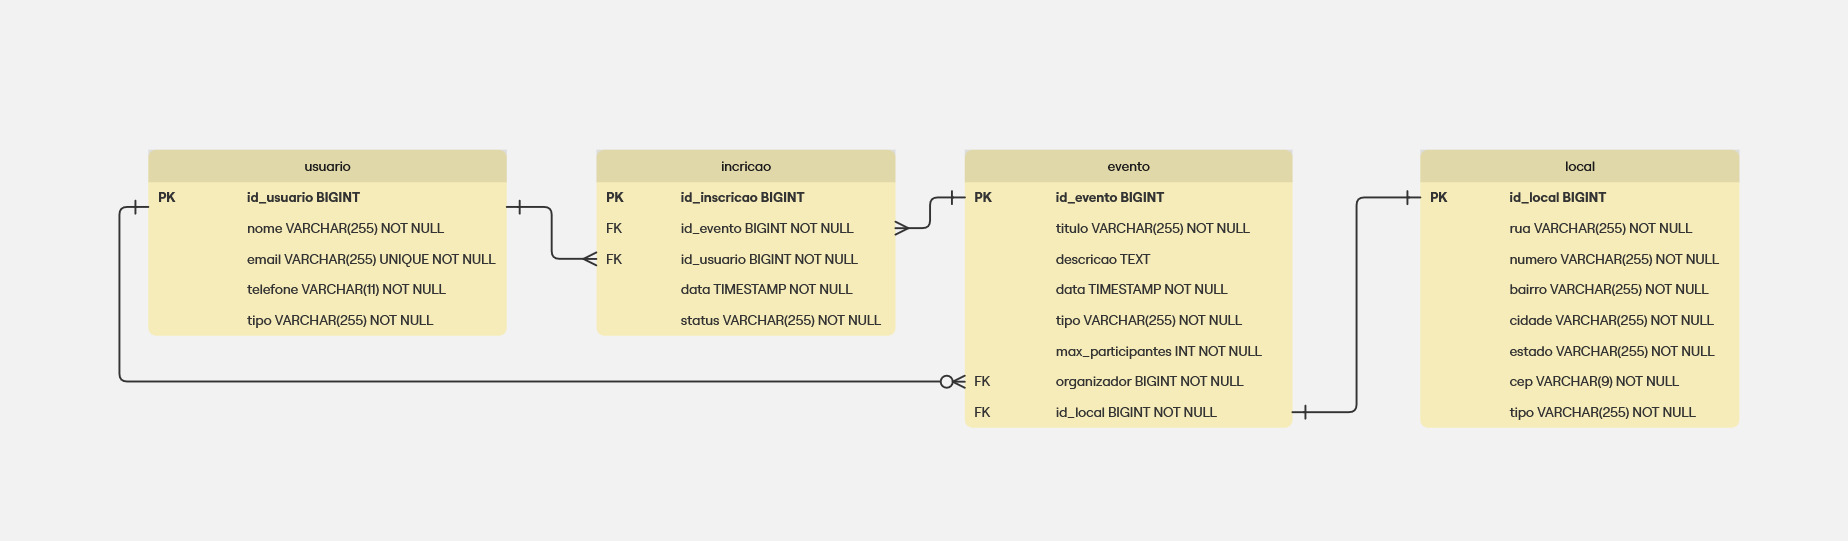 usuario
PK id_usuario BIGINT
nome VARCHAR(255) NOT NULL
email VARCHAR(255) UNIQUE NOT NULL
telefone VARCHAR(11) NOT NULL
tipo VARCHAR(255) NOT NULL
incricao
PK id_inscricao BIGINT
FK id_evento BIGINT NOT NULL
FK id_usuario BIGINT NOT NULL
data TIMESTAMP NOT NULL
status VARCHAR(255) NOT NULL
evento
PK id_evento BIGINT
titulo VARCHAR(255) NOT NULL
descricao TEXT
data TIMESTAMP NOT NULL
tipo VARCHAR(255) NOT NULL
max_participantes INT NOT NULL
FK organizador BIGINT NOT NULL
FK id_local BIGINT NOT NULL
local
PK id_local BIGINT
rua VARCHAR(255) NOT NULL
numero VARCHAR(255) NOT NULL
bairro VARCHAR(255) NOT NULL
cidade VARCHAR(255) NOT NULL
estado VARCHAR(255) NOT NULL
cep VARCHAR(9) NOT NULL
tipo VARCHAR(255) NOT NULL